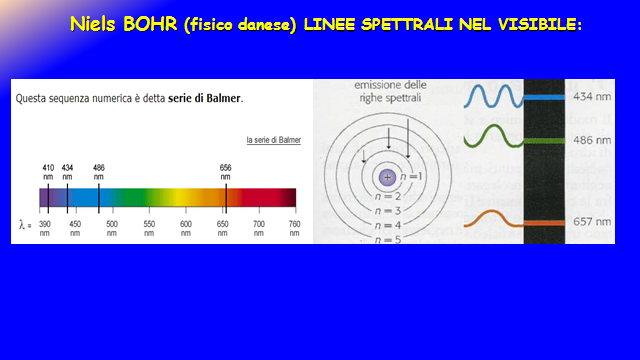 Niels BOHR (fisico danese) LINEE SPETTRALI NEL VISIBILE:
Questa sequenza numerica è detta serie di Balmer.
la serie di Balmer
410 434 486 656
nm nm nm nm
λ = 390 450 500 550 600 650 700 760
nm nm nm nm nm nm nm nm
emissione delle
righe spettrali
n=1
n = 2
n = 3
n = 4
n = 5
434 nm
486 nm
657 nm